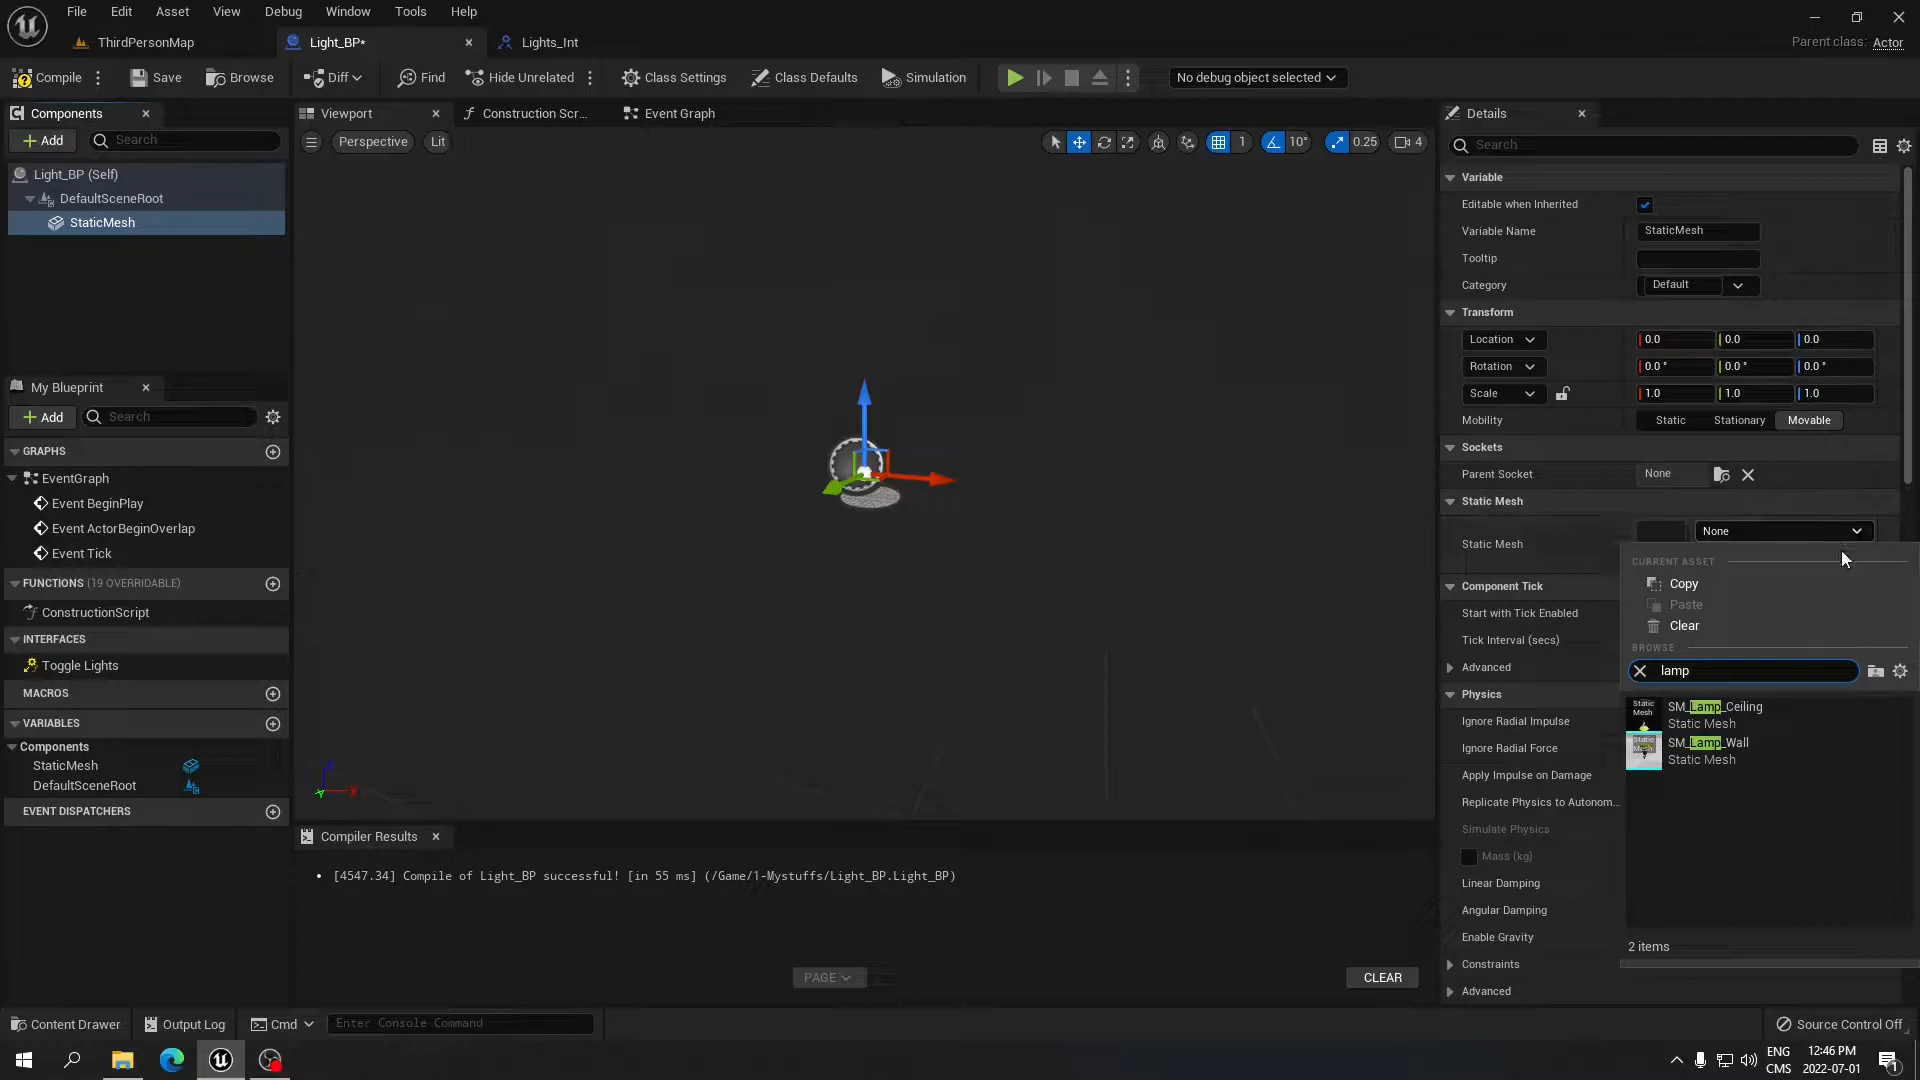 File Edit Asset View Debug Window Tools Help
ThirdPersonMap Light_BP* Lights_Int Parent class: Actor
Compile Save Browse Diff Find Hide Unrelated Class Settings Class Defaults Simulation No debug object selected
Components
Add Search
Light_BP (Self)
DefaultSceneRoot
StaticMesh
My Blueprint
Add Search
GRAPHS
EventGraph
Event BeginPlay
Event ActorBeginOverlap
Event Tick
FUNCTIONS (19 OVERRIDABLE)
ConstructionScript
INTERFACES
Toggle Lights
MACROS
VARIABLES
Components
StaticMesh
DefaultSceneRoot
EVENT DISPATCHERS
Viewport Construction Scr... Event Graph
Perspective Lit 1 10° 0.25 4
Compiler Results
• [4547.34] Compile of Light_BP successful! [in 55 ms] (/Game/1-Mystuffs/Light_BP.Light_BP)
PAGE CLEAR
Details
Search
Variable
Editable when Inherited
Variable Name StaticMesh
Tooltip
Category Default
Transform
Location 0.0 0.0 0.0
Rotation 0.0 ° 0.0 ° 0.0 °
Scale 1.0 1.0 1.0
Mobility Static Stationary Movable
Sockets
Parent Socket None
Static Mesh
Static Mesh None
Component Tick
Start with Tick Enabled
Tick Interval (secs)
Advanced
Physics
Ignore Radial Impulse
Ignore Radial Force
Apply Impulse on Damage
Replicate Physics to Autonom...
Simulate Physics
Mass (kg)
Linear Damping
Angular Damping
Enable Gravity
Constraints
Advanced
CURRENT ASSET
Copy
Paste
Clear
BROWSE
lamp
Static Mesh
SM_Lamp_Ceiling
Static Mesh
Static Mesh
SM_Lamp_Wall
Static Mesh
2 items
Content Drawer Output Log Cmd Enter Console Command Source Control Off
ENG
CMS
12:46 PM
2022-07-01
1